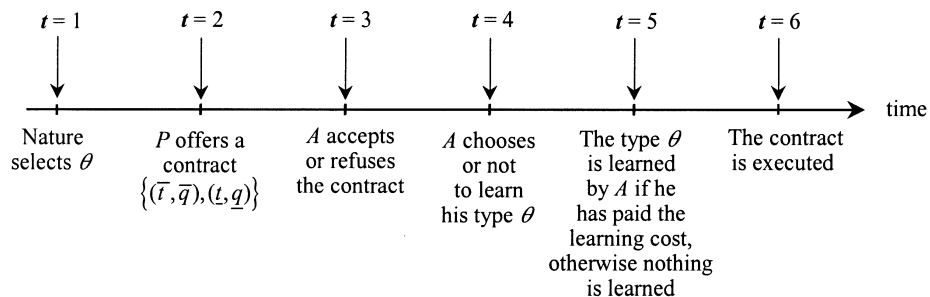 t = 1
t = 2
t = 3
t = 4
t = 5
t = 6
time
Nature
selects θ
P offers a
contract
{(t̅, q̅), (t̲, q̲)}
A accepts
or refuses
the contract
A chooses
or not
to learn
his type θ
The type θ
is learned
by A if he
has paid the
learning cost,
otherwise nothing
is learned
The contract
is executed